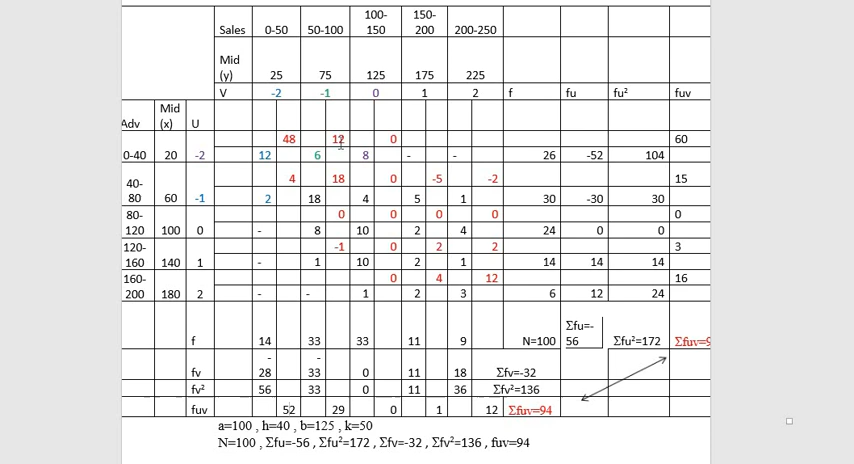 100- 150-
Sales 0-50 50-100 150 200 200-250
Mid
(y) 25 75 125 175 225
V -2 -1 0 1 2 f fu fu² fuv
Mid
Adv (x) U
48 12 0 60
0-40 20 -2 12 6 8 - - 26 -52 104
4 18 0 -5 -2 15
40-
80 60 -1 2 18 4 5 1 30 -30 30
80- 0 0 0 0 0
120 100 0 - 8 10 2 4 24 0 0
120- -1 0 2 2 3
160 140 1 - 1 10 2 1 14 14 14
160- 0 4 12 16
200 180 2 - - 1 2 3 6 12 24
Σfu=-
f 14 33 33 11 9 N=100 56 Σfu²=172 Σfuv=9
- -
fv 28 33 0 11 18 Σfv=-32
fv² 56 33 0 11 36 Σfv²=136
fuv 52 29 0 1 12 Σfuv=94
a=100 , h=40 , b=125 , k=50
N=100 , Σfu=-56 , Σfu²=172 , Σfv=-32 , Σfv²=136 , fuv=94